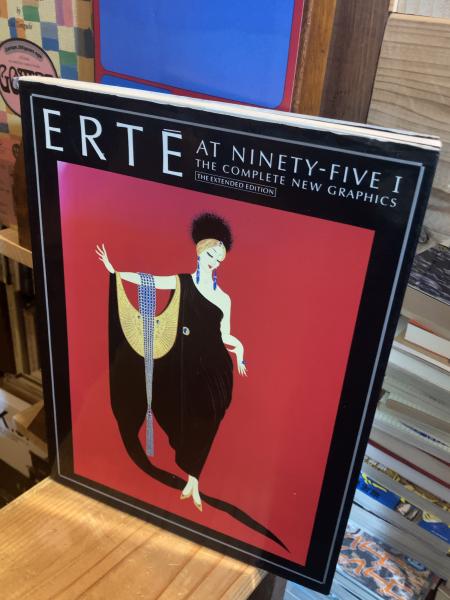 ERTÉ
AT NINETY-FIVE I
THE COMPLETE NEW GRAPHICS
THE EXTENDED EDITION